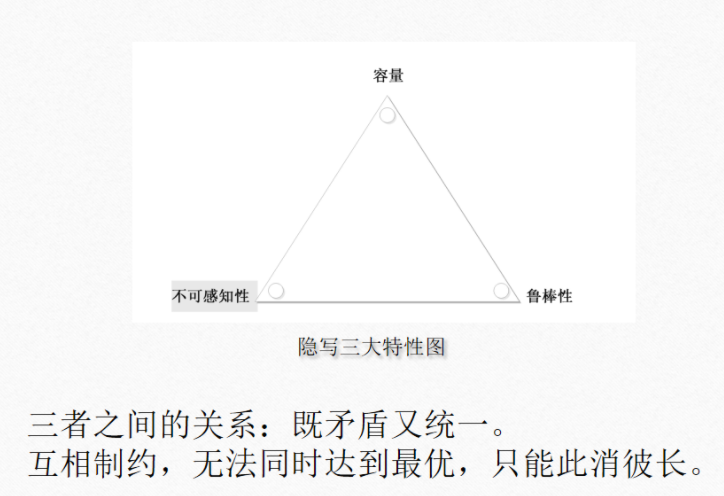 容量
不可感知性
鲁棒性
隐写三大特性图
三者之间的关系：既矛盾又统一。
互相制约，无法同时达到最优，只能此消彼长。